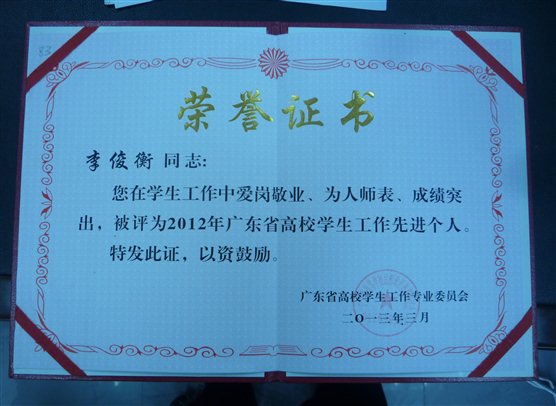 83
荣誉证书
李俊衡 同志:
您在学生工作中爱岗敬业、为人师表、成绩突
出，被评为2012年广东省高校学生工作先进个人。
特发此证，以资鼓励。
广东省高校学生工作专业委员会
二O一三年三月